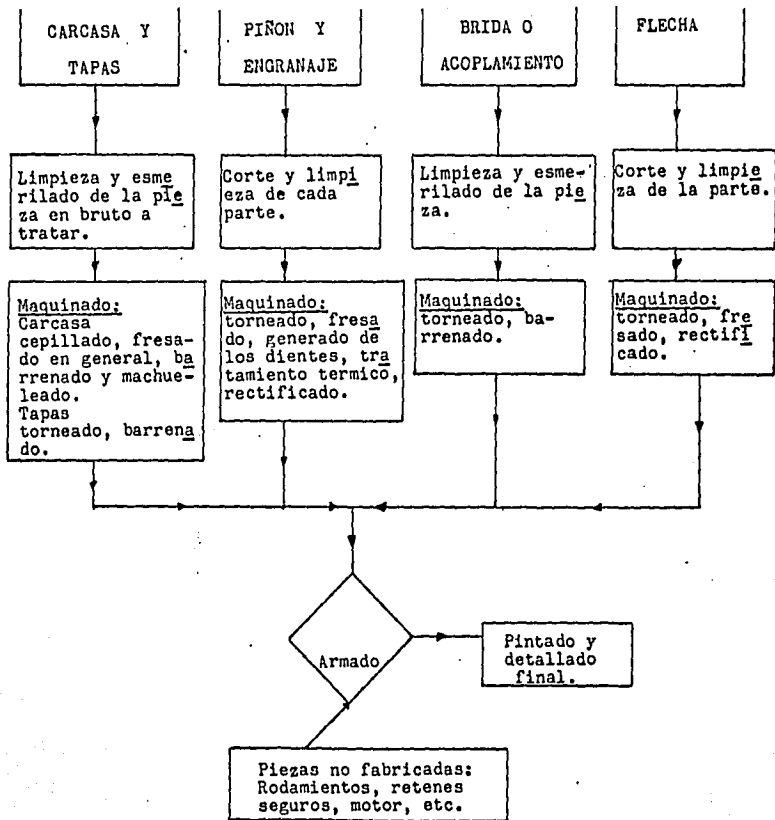 CARCASA Y
TAPAS
PIÑON Y
ENGRANAJE
BRIDA O
ACOPLAMIENTO
FLECHA
Limpieza y esme
rilado de la pie
za en bruto a
tratar.
Corte y limpi
eza de cada
parte.
Limpieza y esme-
rilado de la pie
za.
Corte y limpie
za de la parte.
Maquinado:
Carcasa
cepillado, fresa-
do en general, ba
rrenado y machue-
leado.
Tapas
torneado, barrena
do.
Maquinado:
torneado, fresa
do, generado de
los dientes, tra
tamiento termico,
rectificado.
Maquinado:
torneado, ba-
rrenado.
Maquinado:
torneado, fre
sado, rectifi
cado.
Armado
Pintado y
detallado
final.
Piezas no fabricadas:
Rodamientos, retenes
seguros, motor, etc.